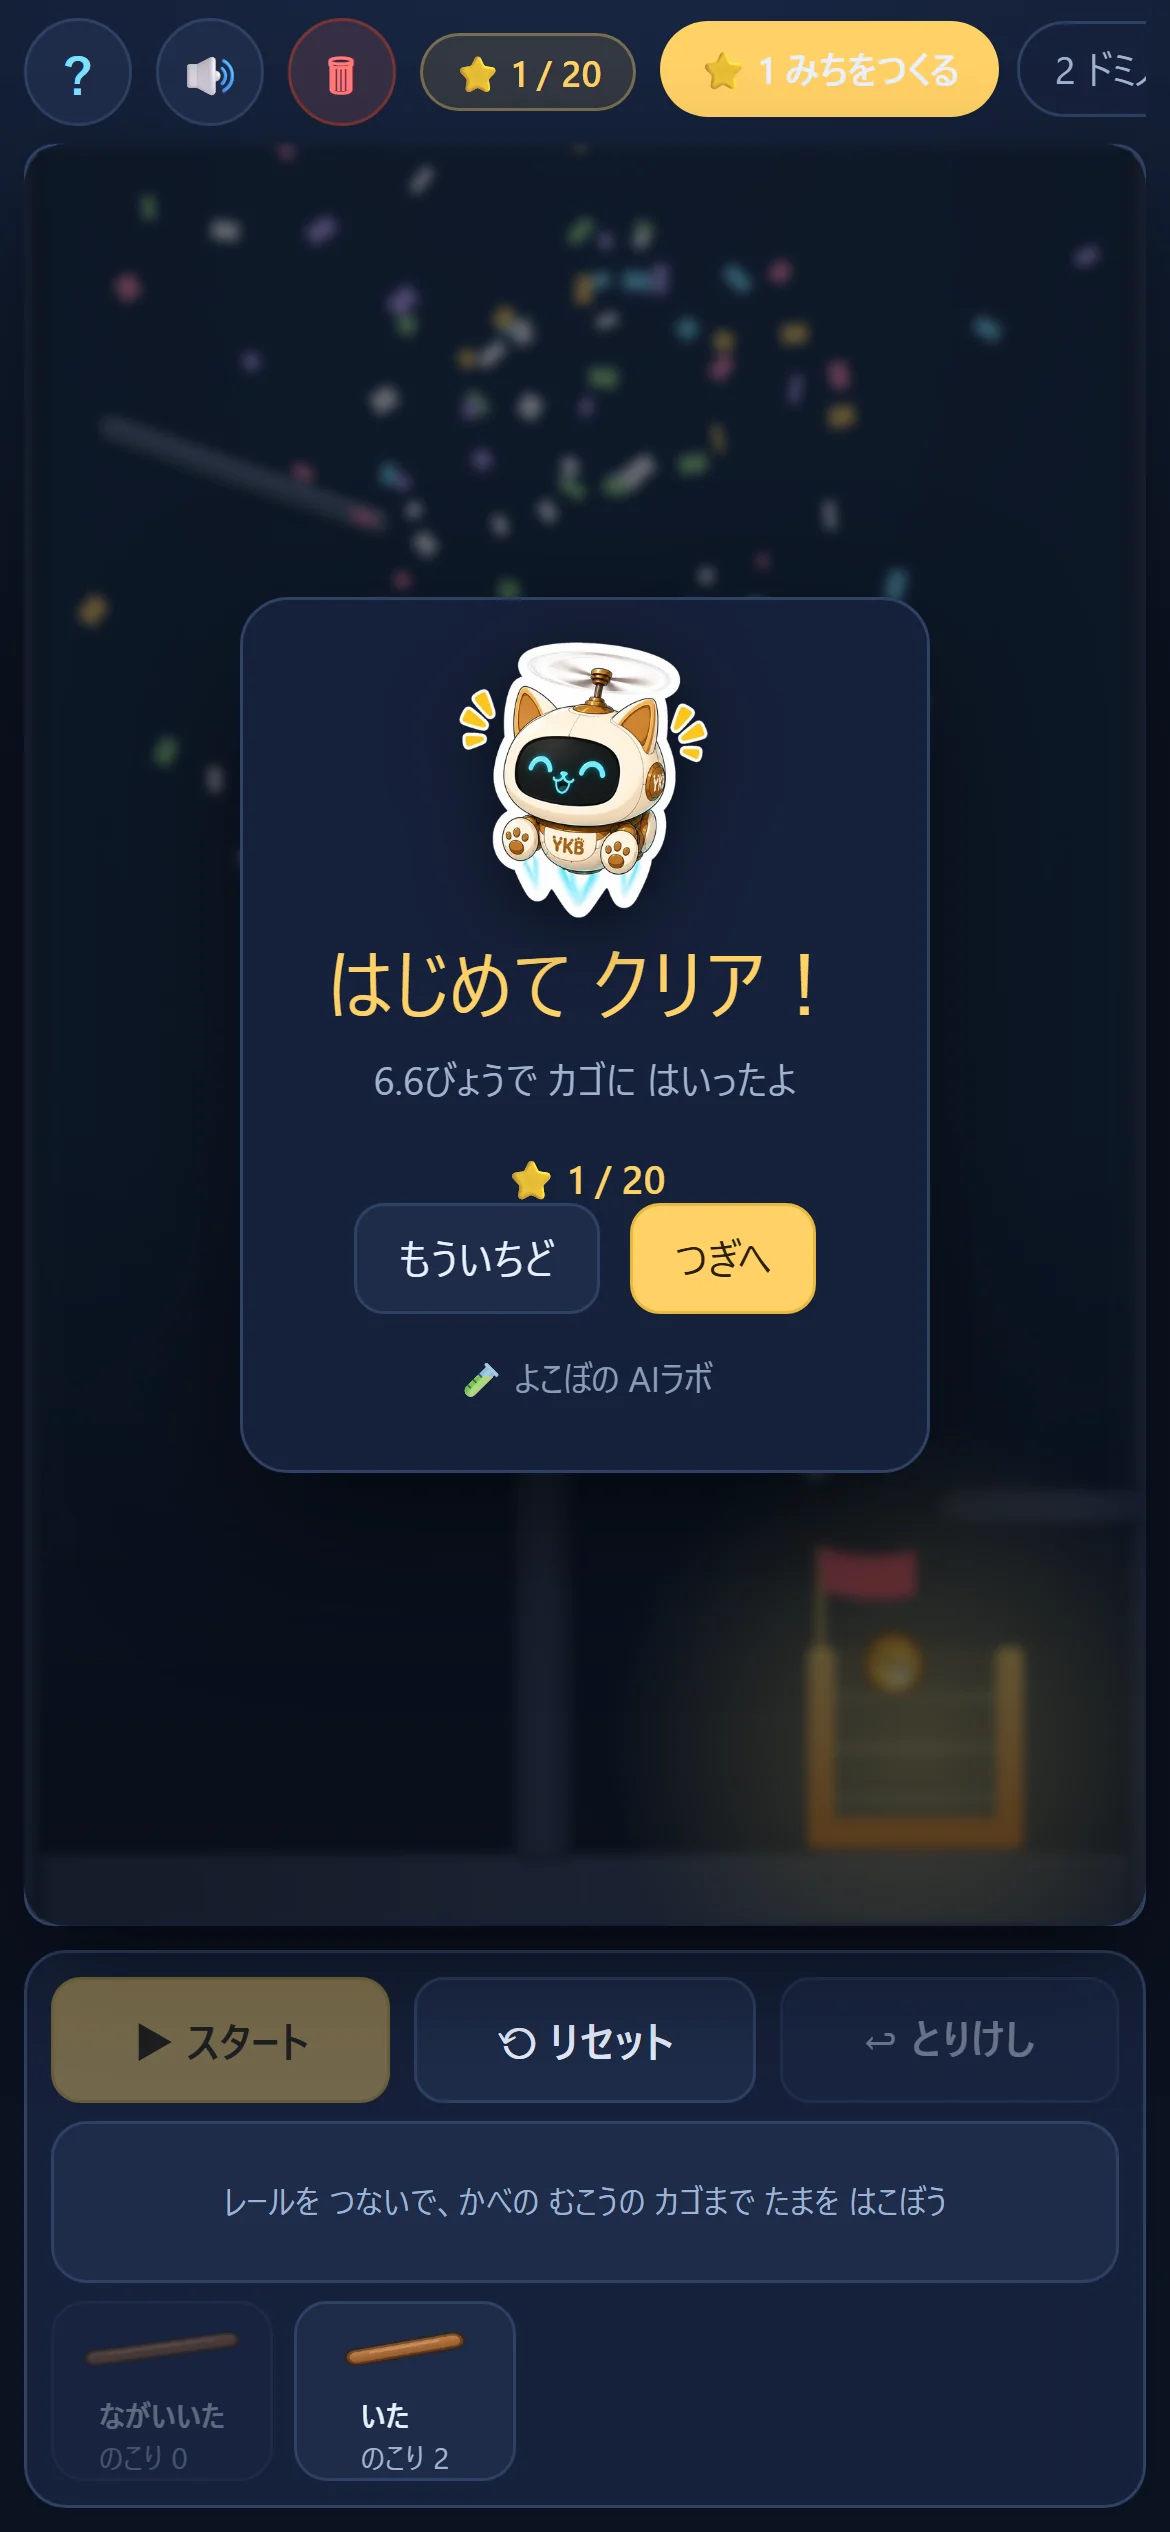 ?
1 / 20
1 みちをつくる
2 ドミ
YKB
はじめて クリア！
6.6びょうで カゴに はいったよ
1 / 20
もういちど
つぎへ
よこぼの AIラボ
スタート
リセット
とりけし
レールを つないで、かべの むこうの カゴまで たまを はこぼう
ながいいた
のこり 0
いた
のこり 2